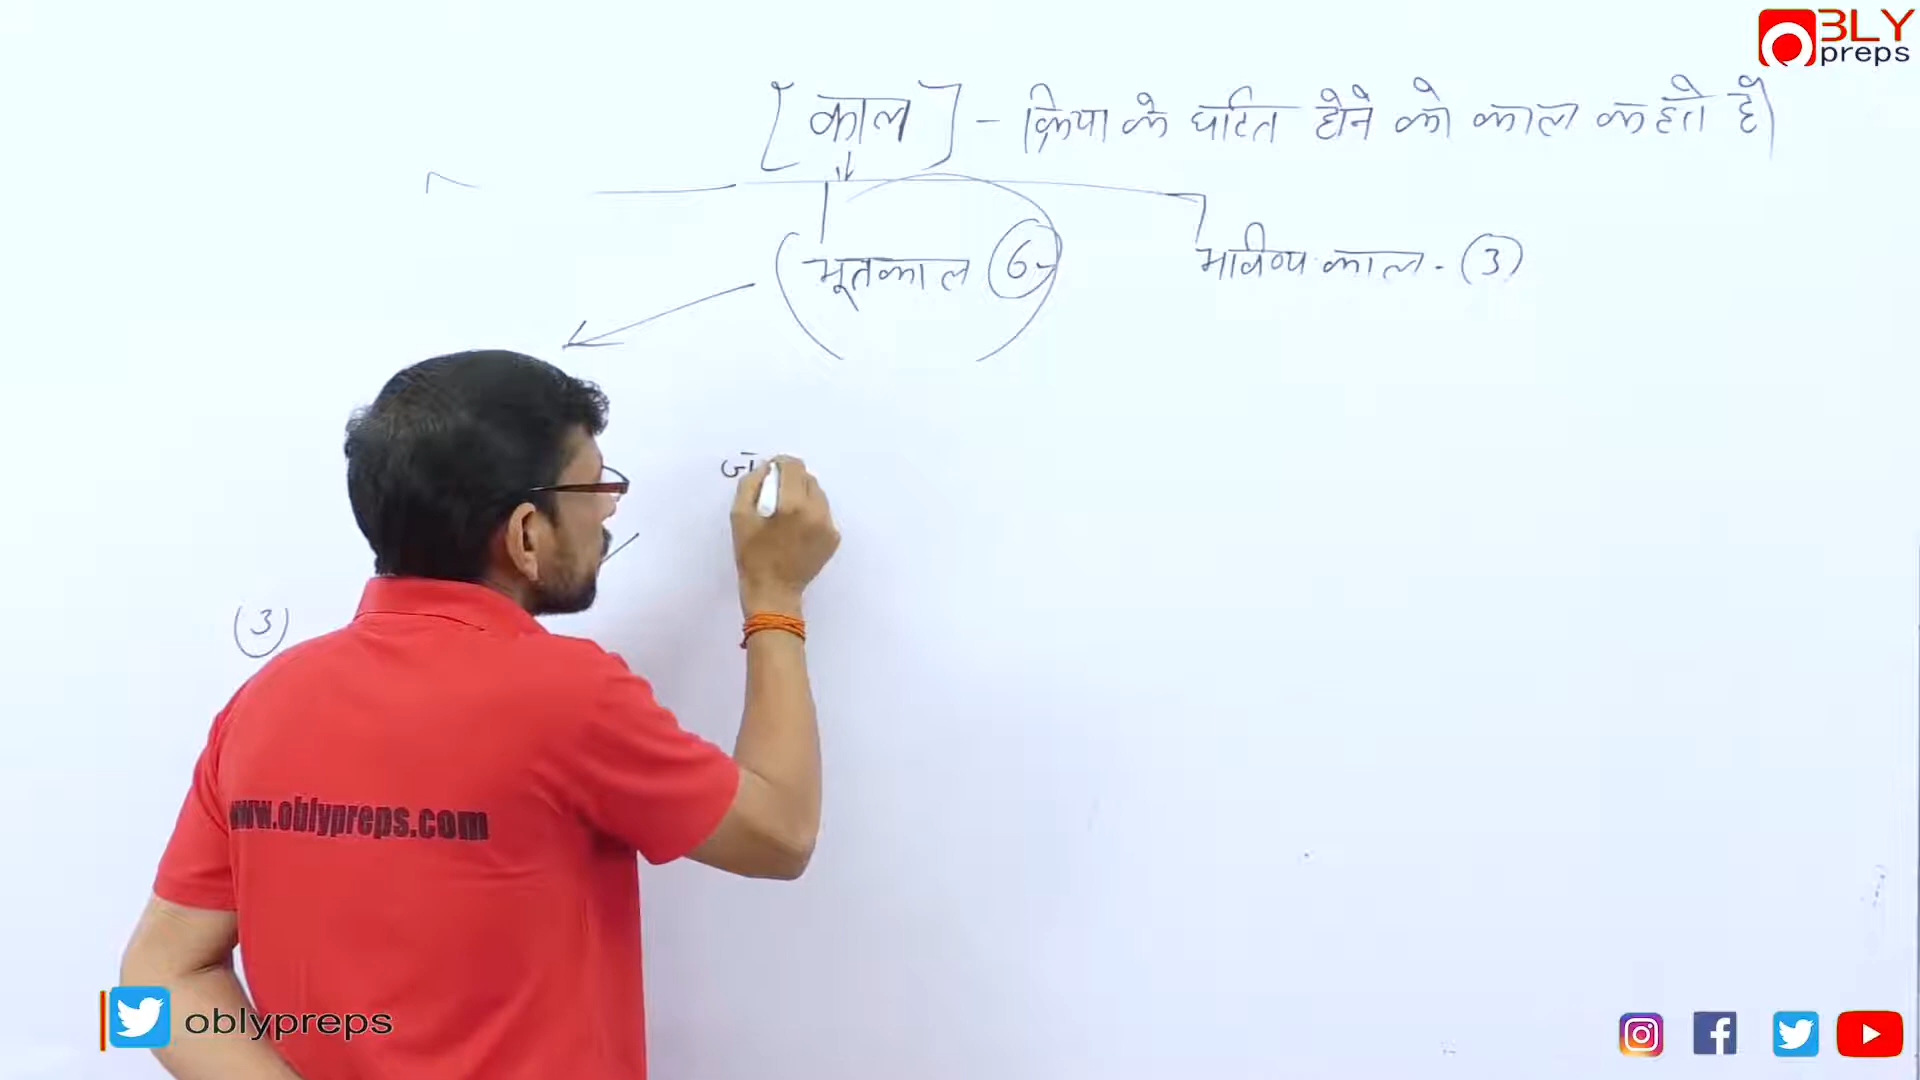 OBLY
preps
[काल] - क्रिया के घटित होने को काल कहते हैं
भूतकाल 6
भविष्य काल - (3)
(3)
www.oblypreps.com
oblypreps